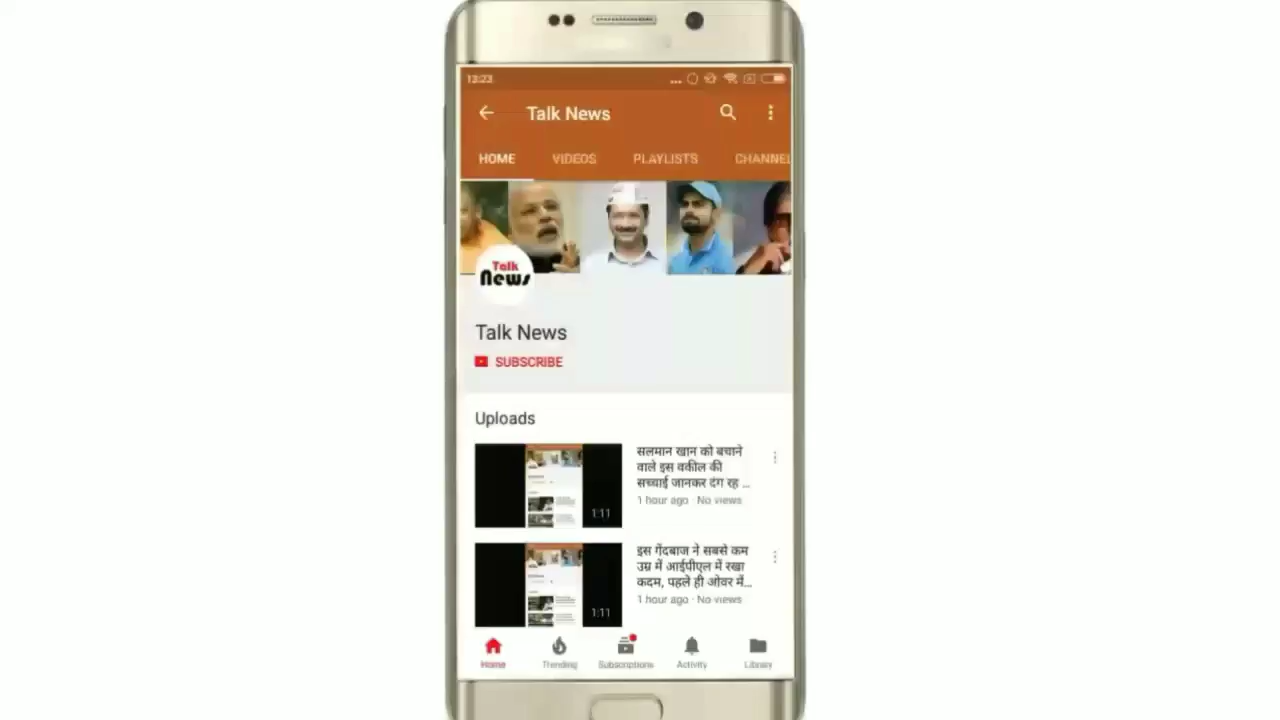 13:23
Talk News
HOME VIDEOS PLAYLISTS CHANNEL
Talk
News
Talk News
SUBSCRIBE
Uploads
सलमान खान को बचाने
वाले इस वकील की
सच्चाई जानकर दंग रह ...
1 hour ago · No views
1:11
इस गेंदबाज ने सबसे कम
उम्र में आईपीएल में रखा
कदम, पहले ही ओवर में...
1 hour ago · No views
1:11
Home Trending Subscriptions Activity Library